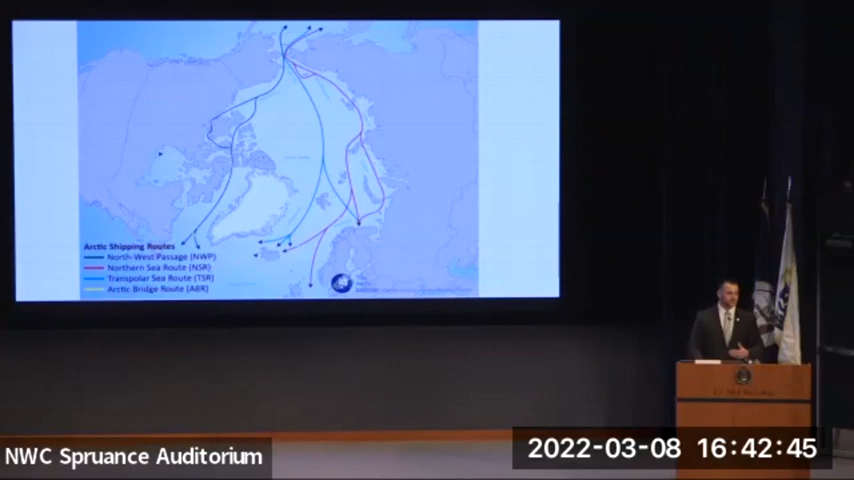 Arctic Shipping Routes
North-West Passage (NWP)
Northern Sea Route (NSR)
Transpolar Sea Route (TSR)
Arctic Bridge Route (ABR)
NWC Spruance Auditorium
2022-03-08 16:42:45